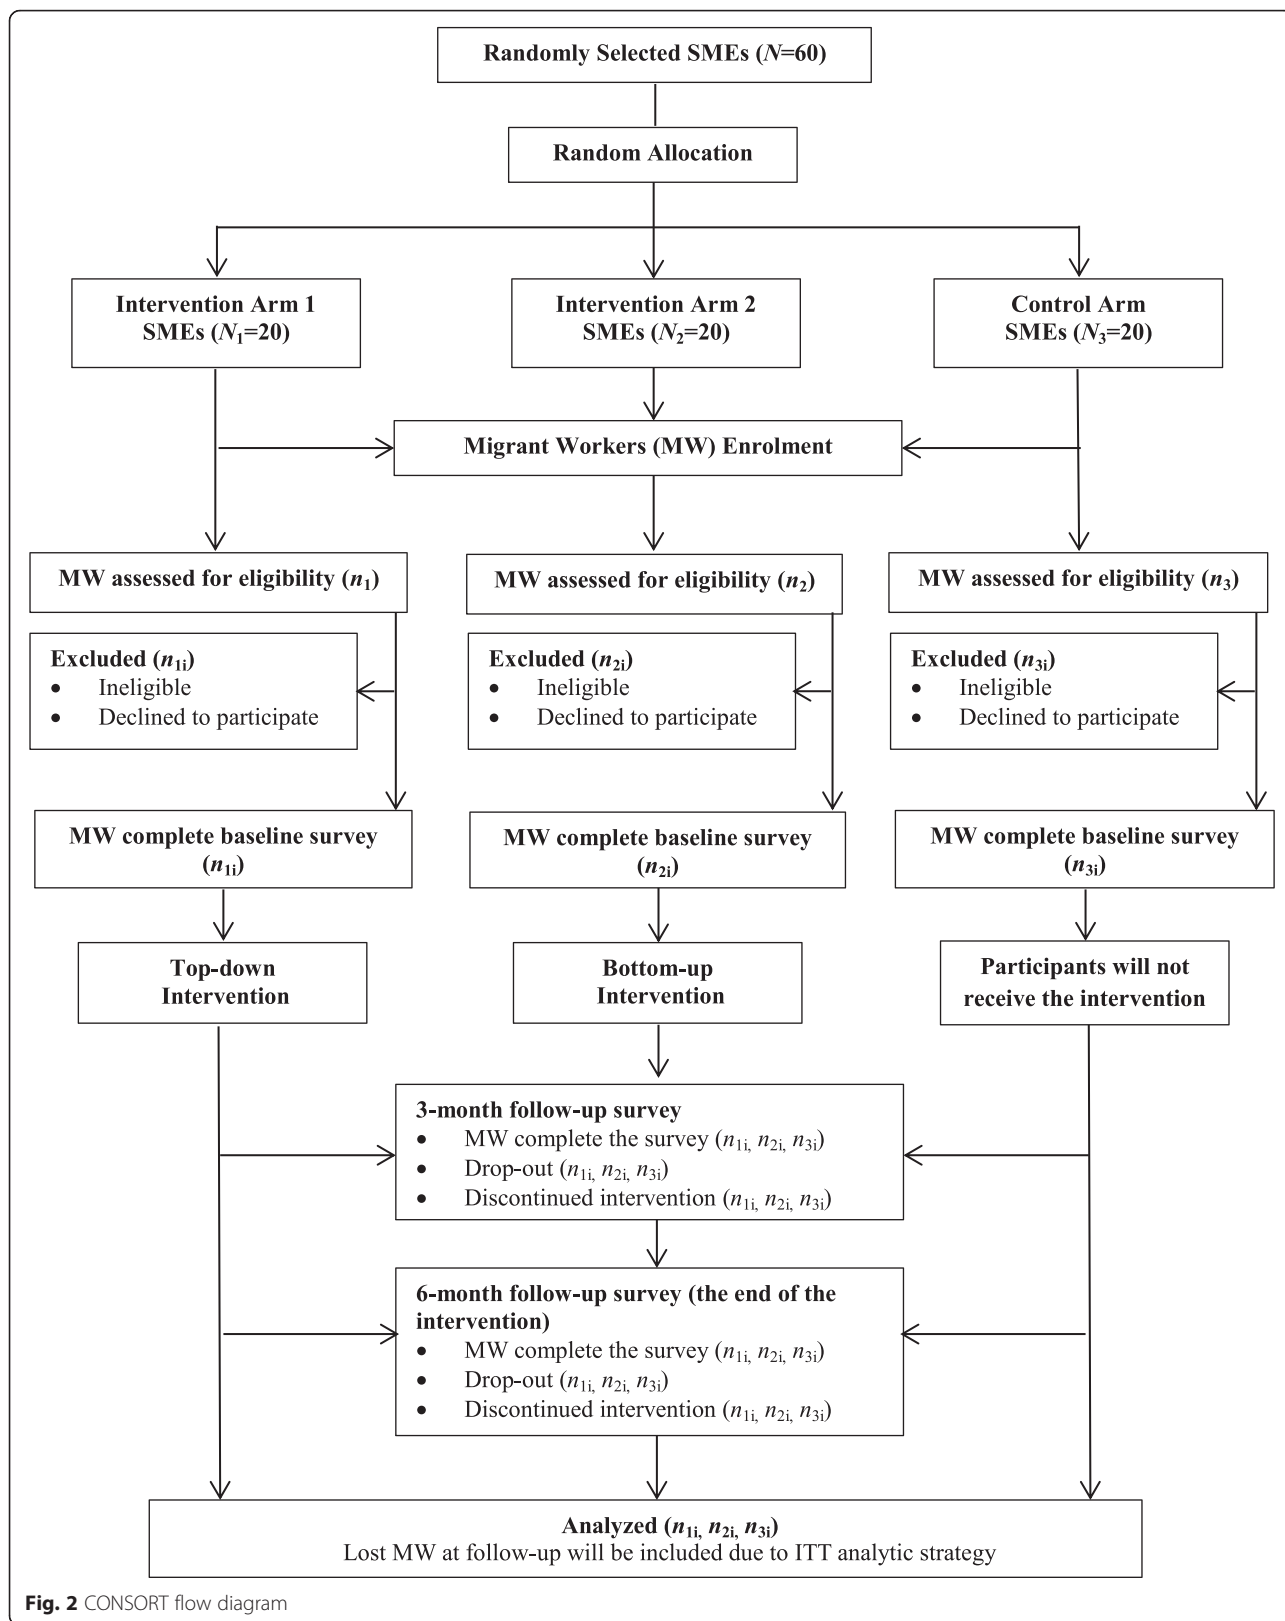 Randomly Selected SMEs (N=60)
Random Allocation
Intervention Arm 1
SMEs (N₁=20)
Intervention Arm 2
SMEs (N₂=20)
Control Arm
SMEs (N₃=20)
Migrant Workers (MW) Enrolment
MW assessed for eligibility (n₁)
MW assessed for eligibility (n₂)
MW assessed for eligibility (n₃)
Excluded (n₁ᵢ)
• Ineligible
• Declined to participate
Excluded (n₂ᵢ)
• Ineligible
• Declined to participate
Excluded (n₃ᵢ)
• Ineligible
• Declined to participate
MW complete baseline survey
(n₁ᵢ)
MW complete baseline survey
(n₂ᵢ)
MW complete baseline survey
(n₃ᵢ)
Top-down
Intervention
Bottom-up
Intervention
Participants will not
receive the intervention
3-month follow-up survey
• MW complete the survey (n₁ᵢ, n₂ᵢ, n₃ᵢ)
• Drop-out (n₁ᵢ, n₂ᵢ, n₃ᵢ)
• Discontinued intervention (n₁ᵢ, n₂ᵢ, n₃ᵢ)
6-month follow-up survey (the end of the
intervention)
• MW complete the survey (n₁ᵢ, n₂ᵢ, n₃ᵢ)
• Drop-out (n₁ᵢ, n₂ᵢ, n₃ᵢ)
• Discontinued intervention (n₁ᵢ, n₂ᵢ, n₃ᵢ)
Analyzed (n₁ᵢ, n₂ᵢ, n₃ᵢ)
Lost MW at follow-up will be included due to ITT analytic strategy
Fig. 2 CONSORT flow diagram